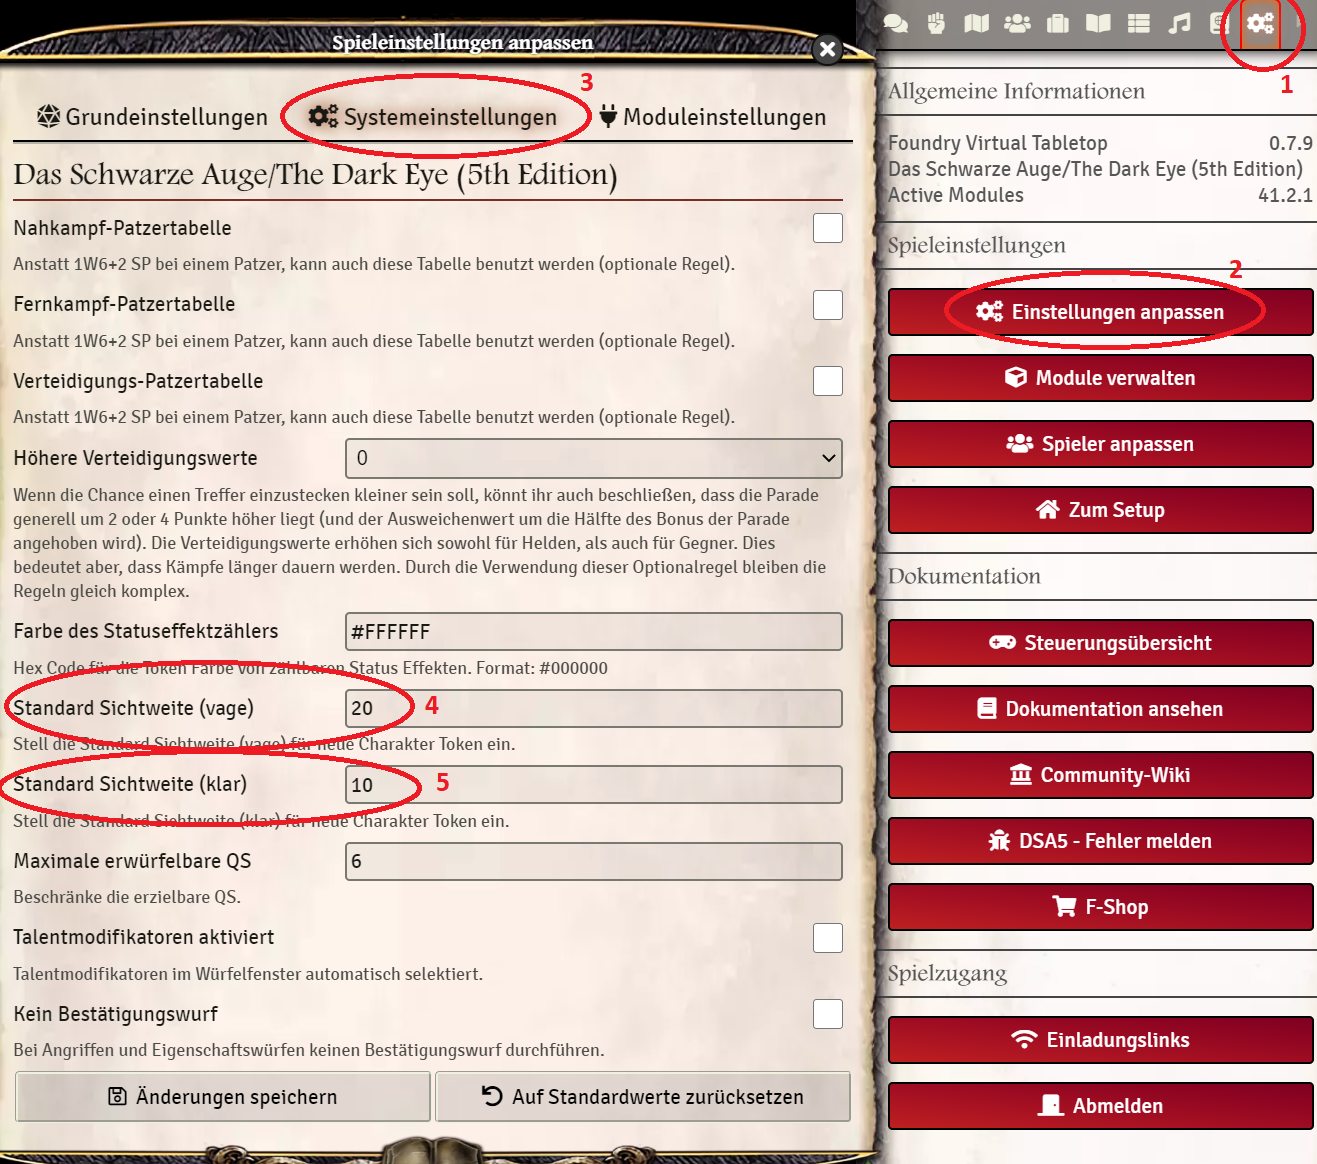 Spieleinstellungen anpassen
3
Grundeinstellungen
Systemeinstellungen
Moduleinstellungen
Das Schwarze Auge/The Dark Eye (5th Edition)
Nahkampf-Patzertabelle
Anstatt 1W6+2 SP bei einem Patzer, kann auch diese Tabelle benutzt werden (optionale Regel).
Fernkampf-Patzertabelle
Anstatt 1W6+2 SP bei einem Patzer, kann auch diese Tabelle benutzt werden (optionale Regel).
Verteidigungs-Patzertabelle
Anstatt 1W6+2 SP bei einem Patzer, kann auch diese Tabelle benutzt werden (optionale Regel).
Höhere Verteidigungswerte 0
Wenn die Chance einen Treffer einzustecken kleiner sein soll, könnt ihr auch beschließen, dass die Parade
generell um 2 oder 4 Punkte höher liegt (und der Ausweichenwert um die Hälfte des Bonus der Parade
angehoben wird). Die Verteidigungswerte erhöhen sich sowohl für Helden, als auch für Gegner. Dies
bedeutet aber, dass Kämpfe länger dauern werden. Durch die Verwendung dieser Optionalregel bleiben die
Regeln gleich komplex.
Farbe des Statuseffektzählers #FFFFFF
Hex Code für die Token Farbe von zählbaren Status Effekten. Format: #000000
Standard Sichtweite (vage) 20 4
Stell die Standard Sichtweite (vage) für neue Charakter Token ein.
Standard Sichtweite (klar) 10 5
Stell die Standard Sichtweite (klar) für neue Charakter Token ein.
Maximale erwürfelbare QS 6
Beschränke die erzielbare QS.
Talentmodifikatoren aktiviert
Talentmodifikatoren im Würfelfenster automatisch selektiert.
Kein Bestätigungswurf
Bei Angriffen und Eigenschaftswürfen keinen Bestätigungswurf durchführen.
Änderungen speichern
Auf Standardwerte zurücksetzen
1
Allgemeine Informationen
Foundry Virtual Tabletop 0.7.9
Das Schwarze Auge/The Dark Eye (5th Edition)
Active Modules 41.2.1
Spieleinstellungen
2
Einstellungen anpassen
Module verwalten
Spieler anpassen
Zum Setup
Dokumentation
Steuerungsübersicht
Dokumentation ansehen
Community-Wiki
DSA5 - Fehler melden
F-Shop
Spielzugang
Einladungslinks
Abmelden